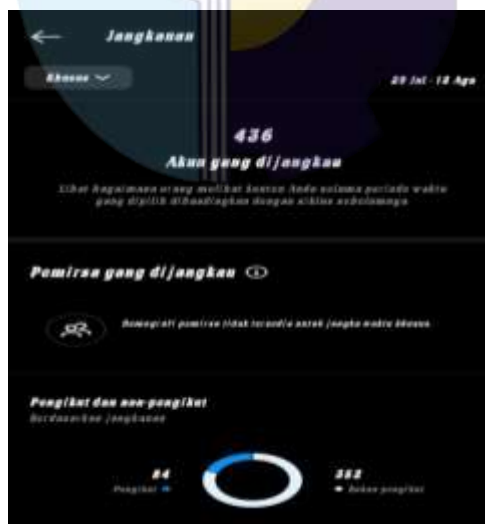 Jangkauan
Khusus
20 Jul - 18 Agu
436
Akun yang dijangkau
Lihat bagaimana orang melihat konten Anda selama periode waktu
yang dipilih dibandingkan dengan siklus sebelumnya
Pemirsa yang dijangkau
Demografi pemirsa tidak tersedia untuk jangka waktu khusus.
Pengikut dan non-pengikut
Berdasarkan jangkauan
84
352
Pengikut
Bukan pengikut